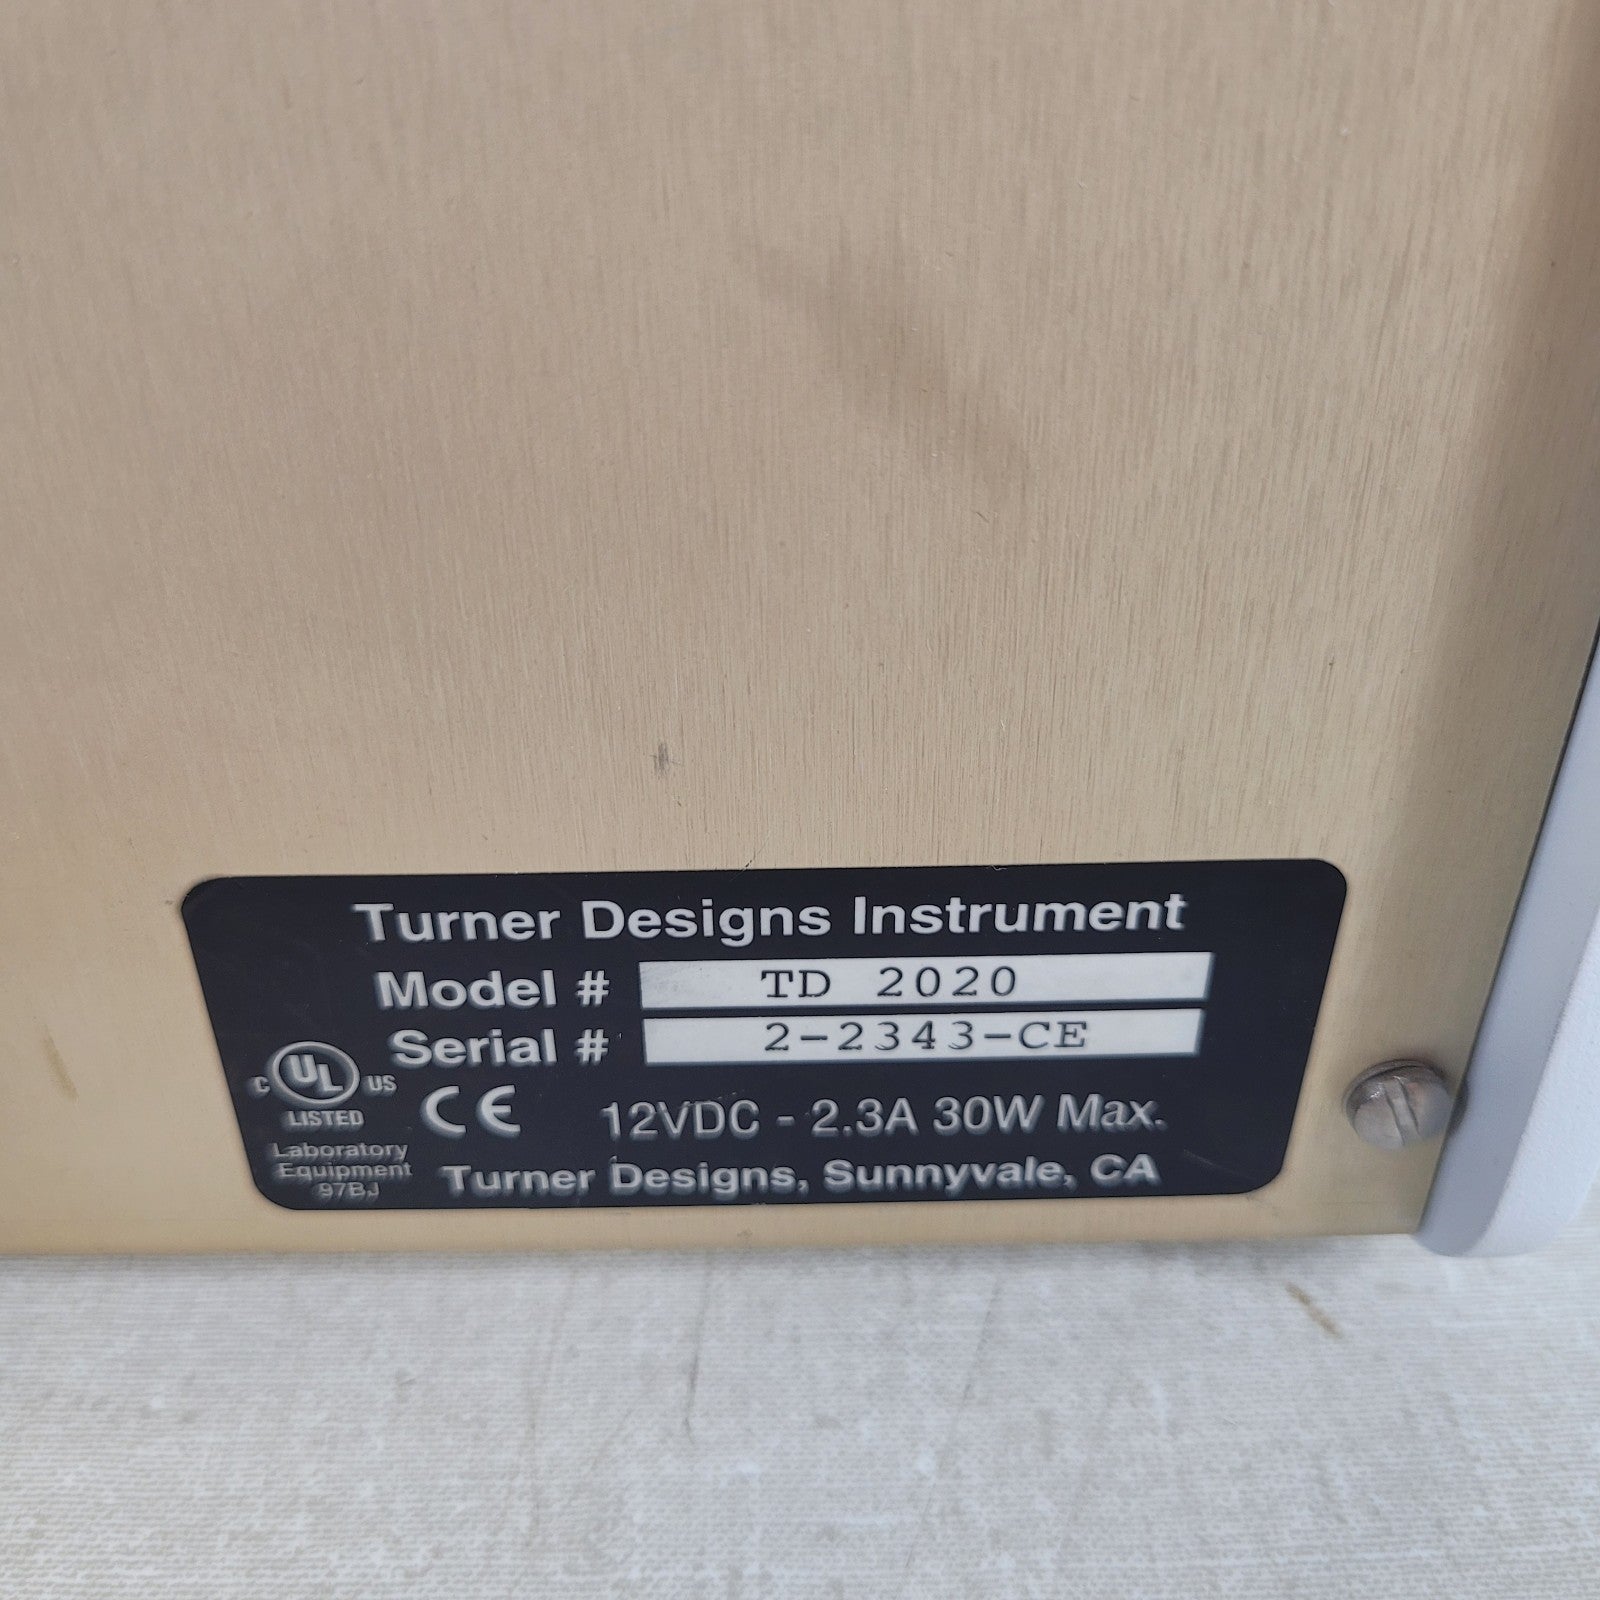 Turner Designs Instrument
Model # TD 2020
Serial # 2-2343-CE
C UL US
LISTED
CE 12VDC - 2.3A 30W Max.
Laboratory
Equipment
97BJ
Turner Designs, Sunnyvale, CA